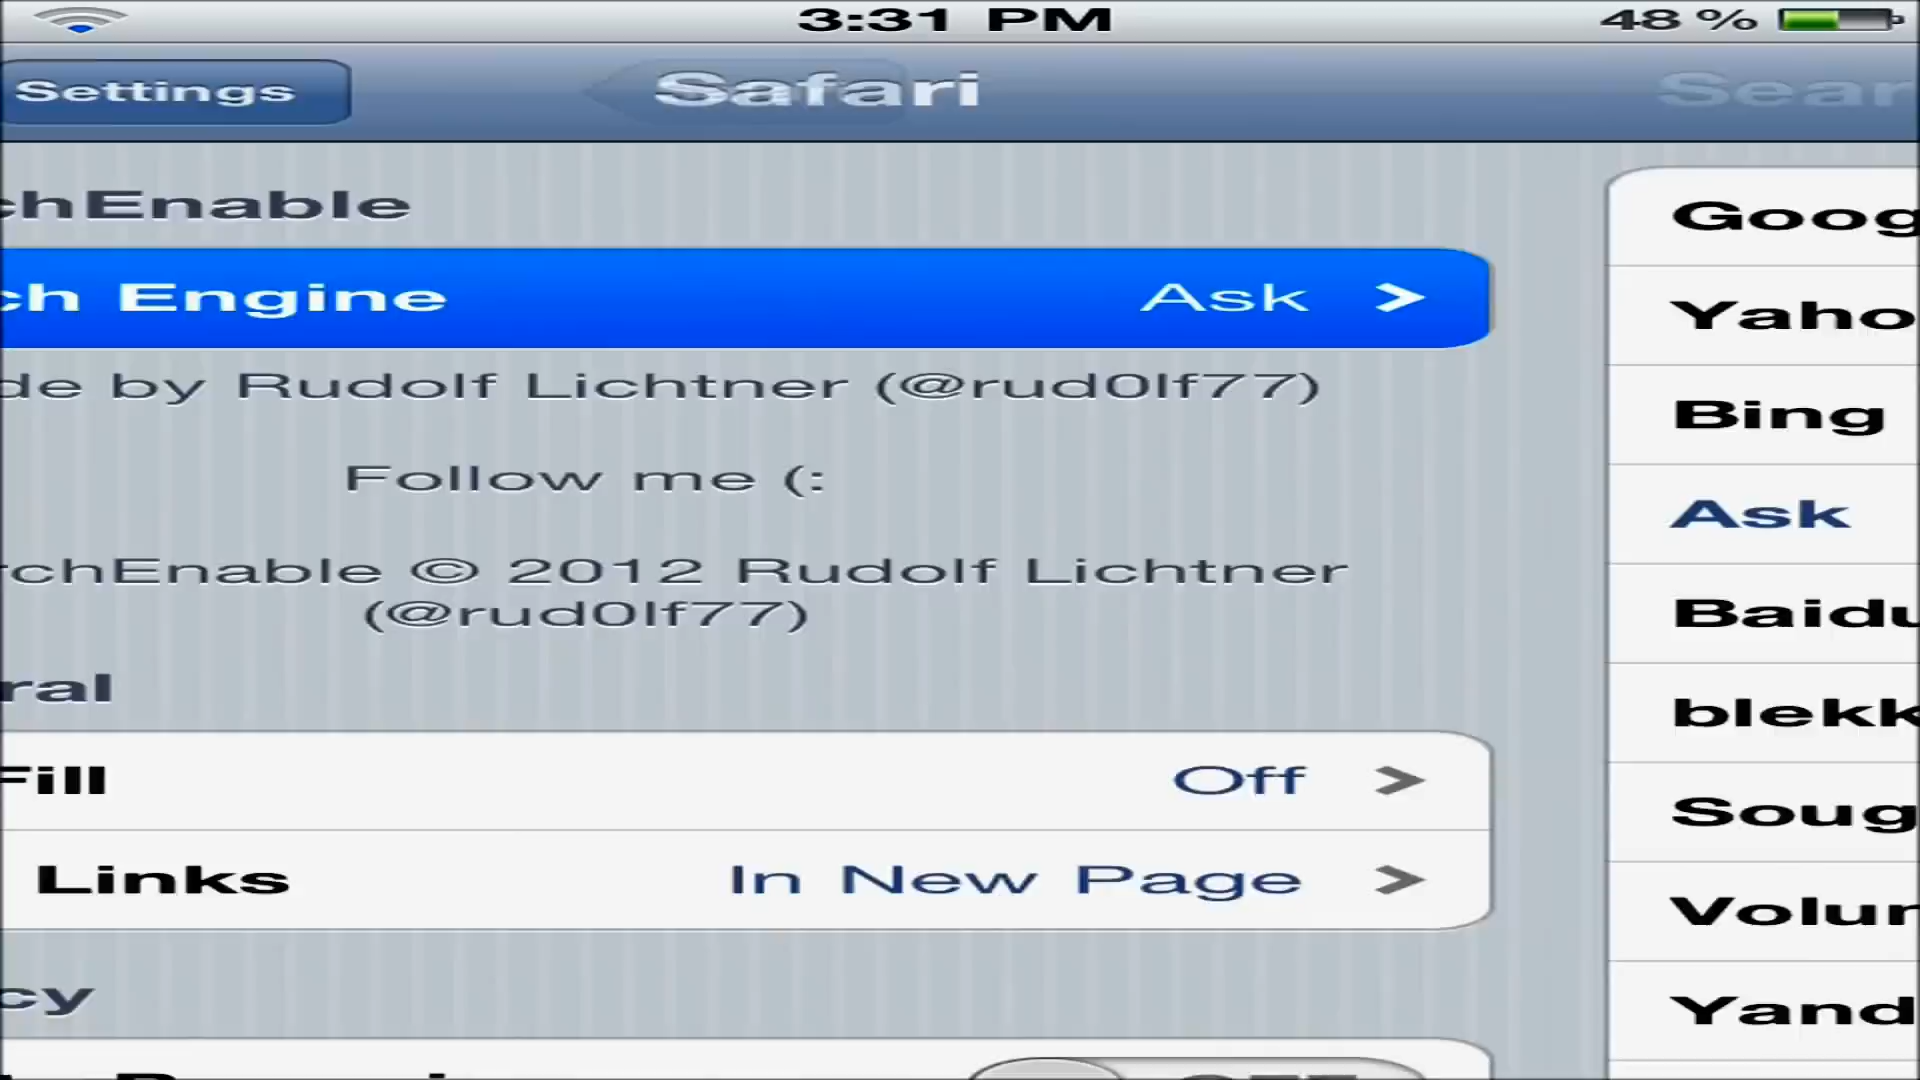 3:31 PM
48 %
Settings
Safari
Sear
chEnable
ch Engine Ask
de by Rudolf Lichtner (@rud0lf77)
Follow me (:
rchEnable © 2012 Rudolf Lichtner
(@rud0lf77)
ral
Fill Off
Links In New Page
cy
Goog
Yaho
Bing
Ask
Baidu
blekk
Soug
Volun
Yand